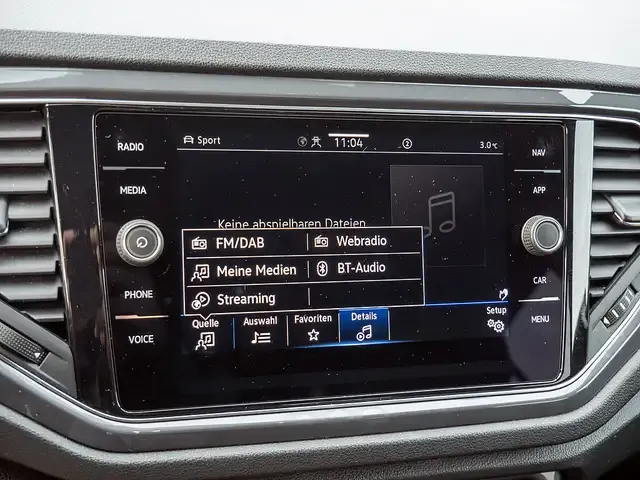 RADIO
MEDIA
PHONE
VOICE
Sport
11:04
2
3.0 °C
Keine abspielbaren Dateien
FM/DAB
Webradio
Meine Medien
BT-Audio
Streaming
Quelle
Auswahl
Favoriten
Details
Setup
NAV
APP
CAR
MENU